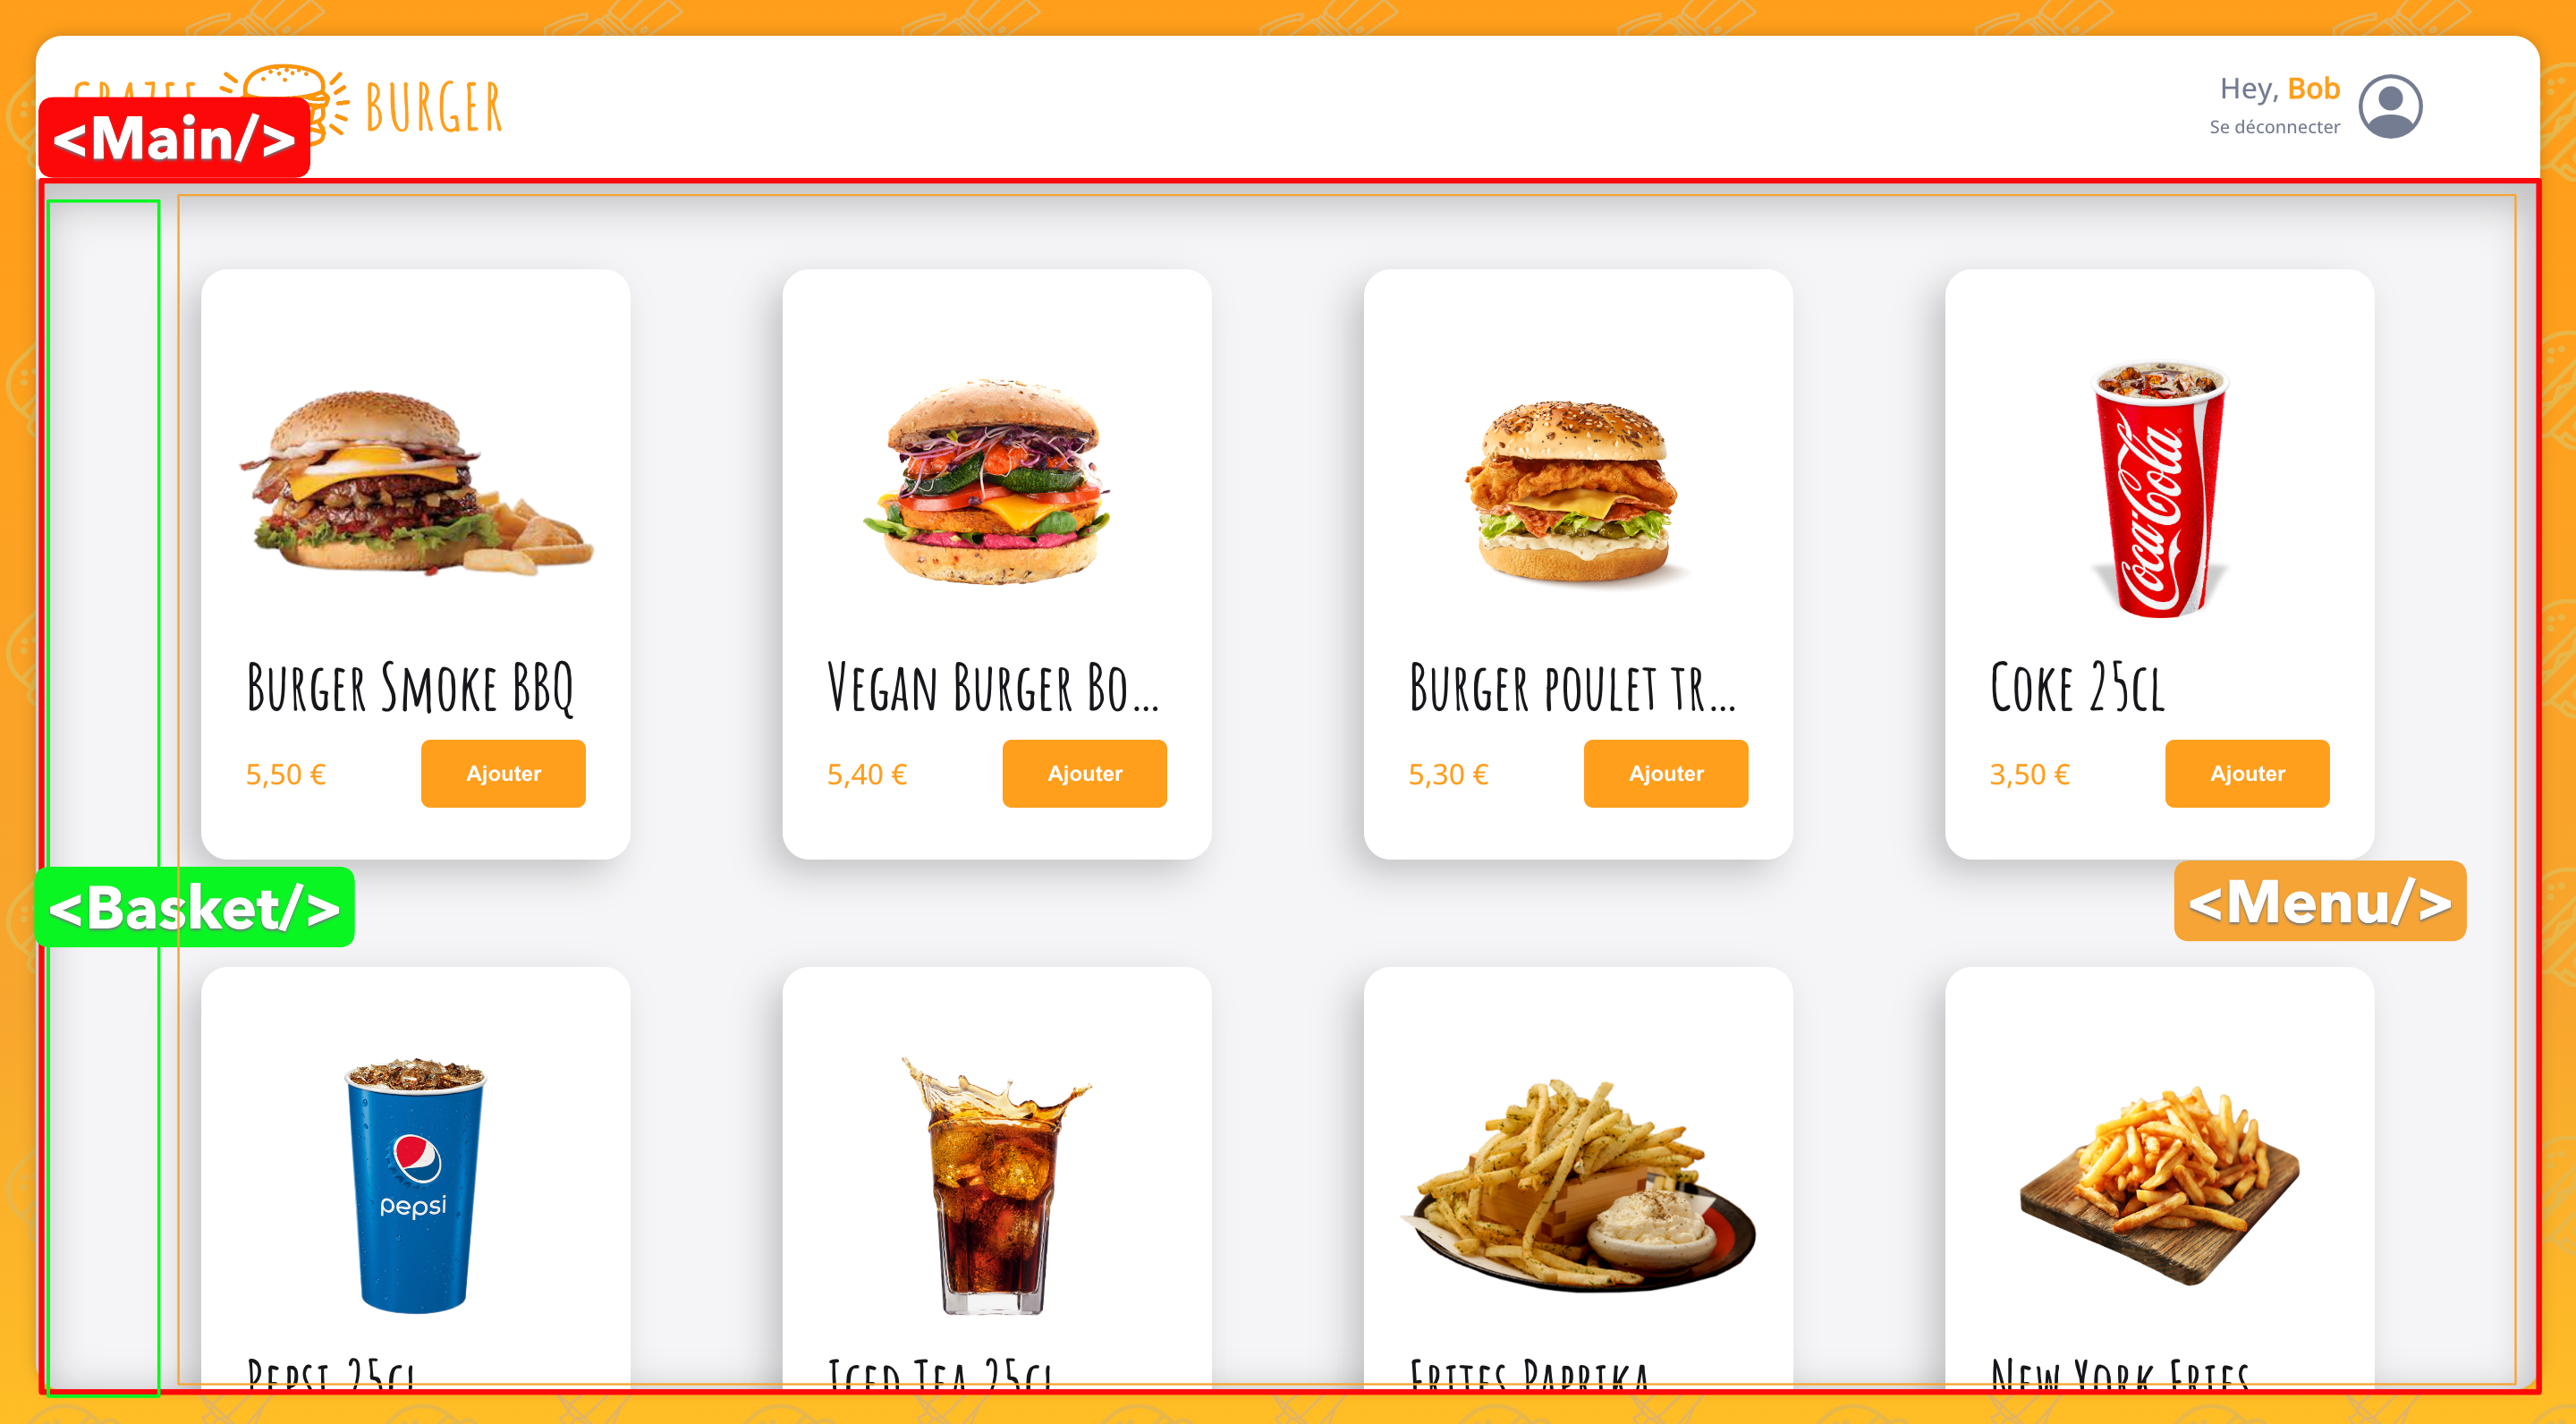 BURGER
Hey, Bob
Se déconnecter
<Main/>
Burger Smoke BBQ
5,50 €
Ajouter
Vegan Burger Bo...
5,40 €
Ajouter
Burger poulet tr...
5,30 €
Ajouter
Coca-Cola
Coke 25cl
3,50 €
Ajouter
<Basket/>
<Menu/>
pepsi
Pepsi 25cl
Iced Tea 25cl
Frites Paprika
New York Fries